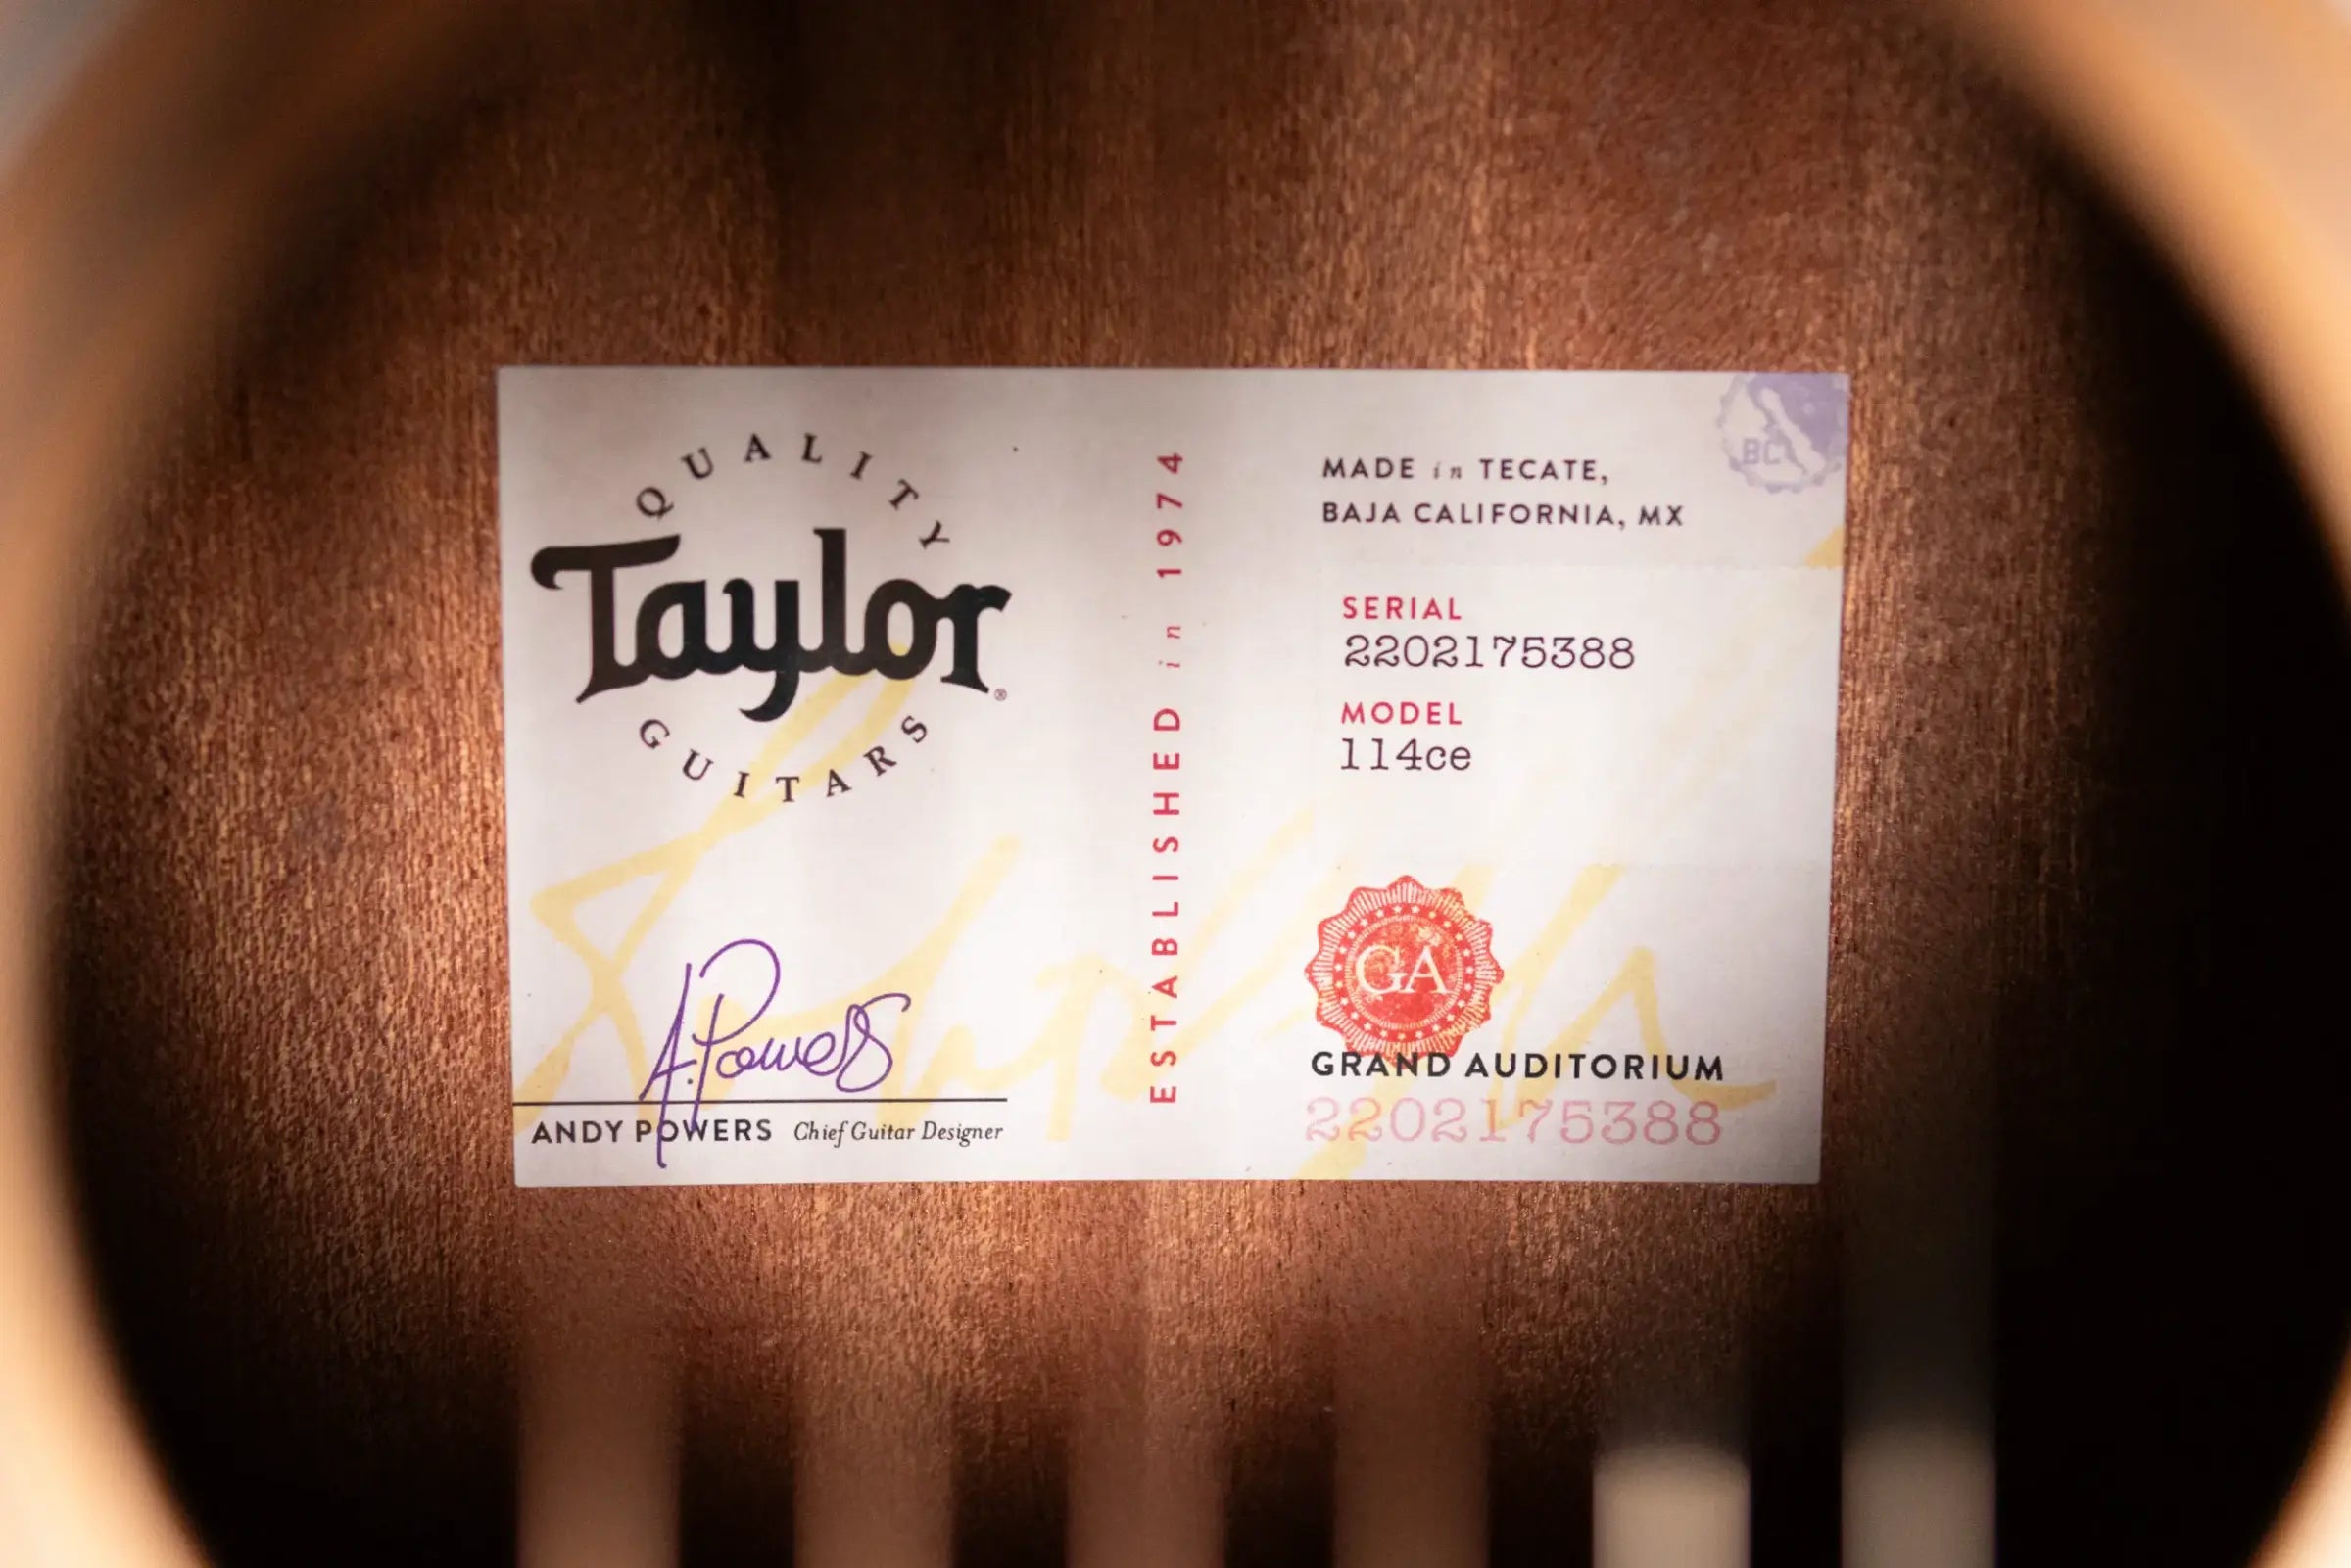 QUALITY
Taylor®
GUITARS
A. Powers
ANDY POWERS Chief Guitar Designer
ESTABLISHED in 1974
BC
MADE in TECATE,
BAJA CALIFORNIA, MX
SERIAL
2202175388
MODEL
114ce
GA
GRAND AUDITORIUM
2202175388